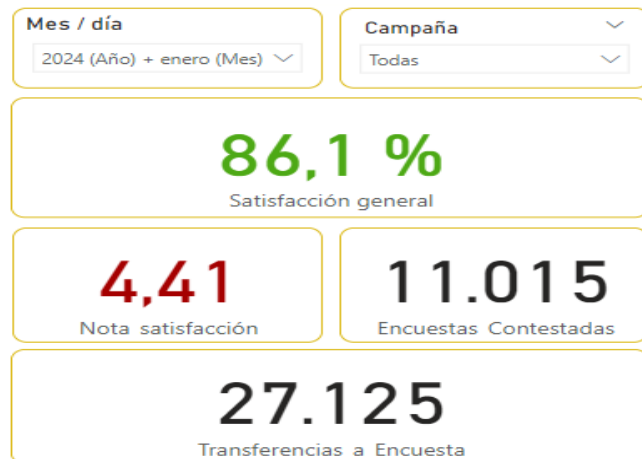 Mes / día
2024 (Año) + enero (Mes)
Campaña
Todas
86,1 %
Satisfacción general
4,41
Nota satisfacción
11.015
Encuestas Contestadas
27.125
Transferencias a Encuesta